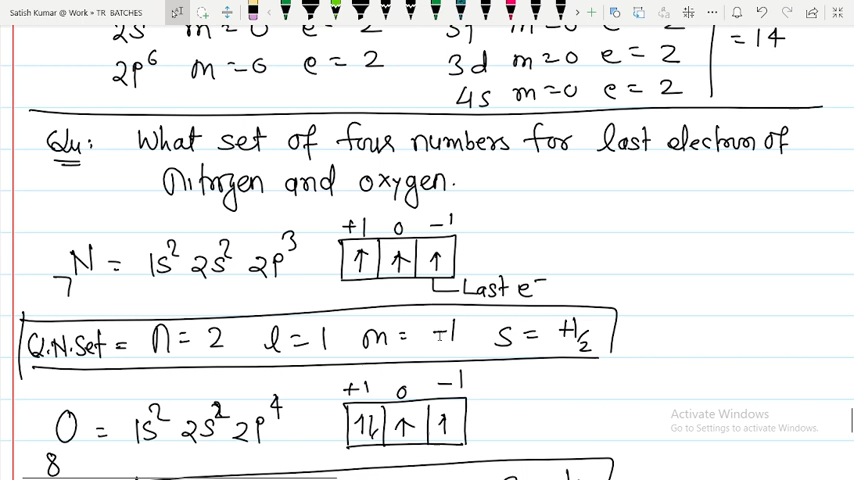 Satish Kumar @ Work » TR BATCHES
2s m=0 e=2 m=0 e=2
2p⁶ m=0 e=2 3d m=0 e=2 =14
4s m=0 e=2
Qu: What set of four numbers for last electron of
nitrogen and oxygen.
+1 0 -1
₇N = 1s² 2s² 2p³ ↑ ↑ ↑
Last e⁻
Q.N.Set = n=2 l=1 m=-1 s=+1/2
+1 0 -1
₈O = 1s² 2s² 2p⁴ ↑↓ ↑ ↑
Activate Windows
Go to Settings to activate Windows.